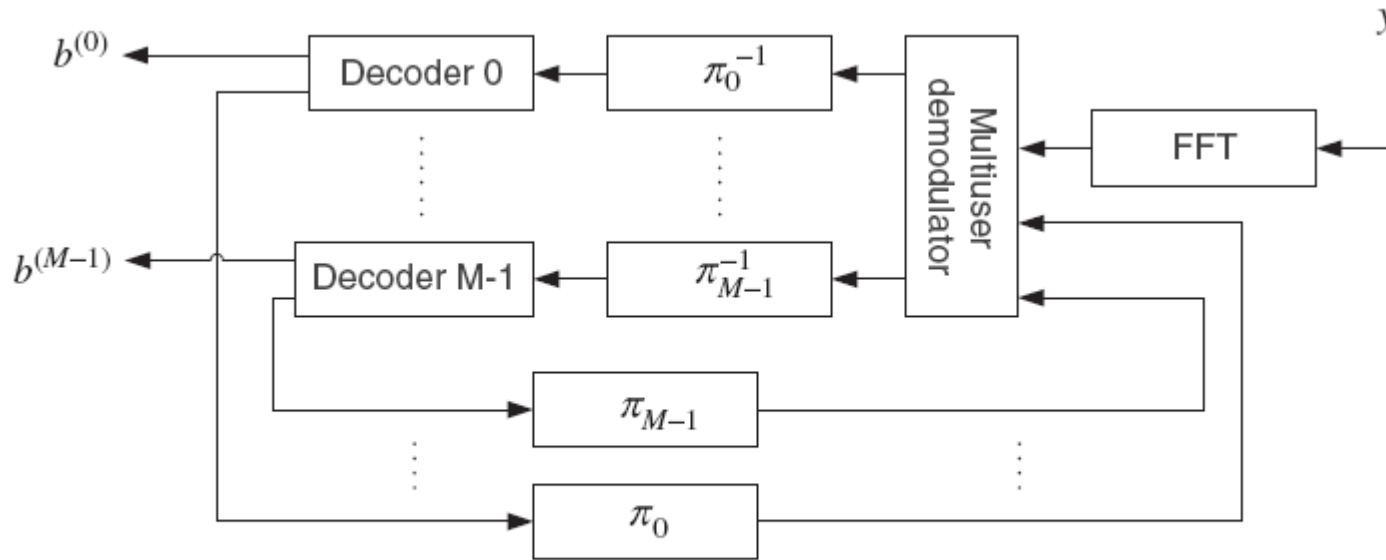 b^{(0)} Decoder 0 π_0^{-1} Multiuser demodulator FFT y
b^{(M-1)} Decoder M-1 π_{M-1}^{-1}
π_{M-1}
π_0